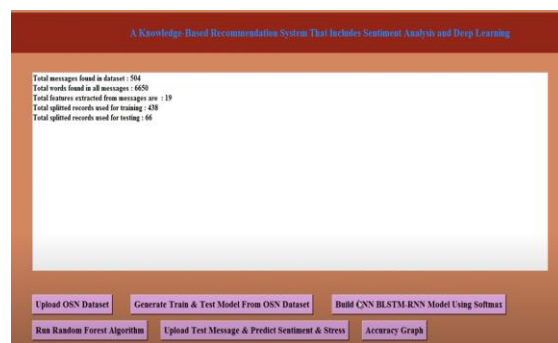 A Knowledge-Based Recommendation System That Includes Sentiment Analysis and Deep Learning
Total messages found in dataset : 504
Total words found in all messages : 6650
Total features extracted from messages are : 19
Total splitted records used for training : 438
Total splitted records used for testing : 66
Upload OSN Dataset
Generate Train & Test Model From OSN Dataset
Build CNN BLSTM-RNN Model Using Softmax
Run Random Forest Algorithm
Upload Test Message & Predict Sentiment & Stress
Accuracy Graph